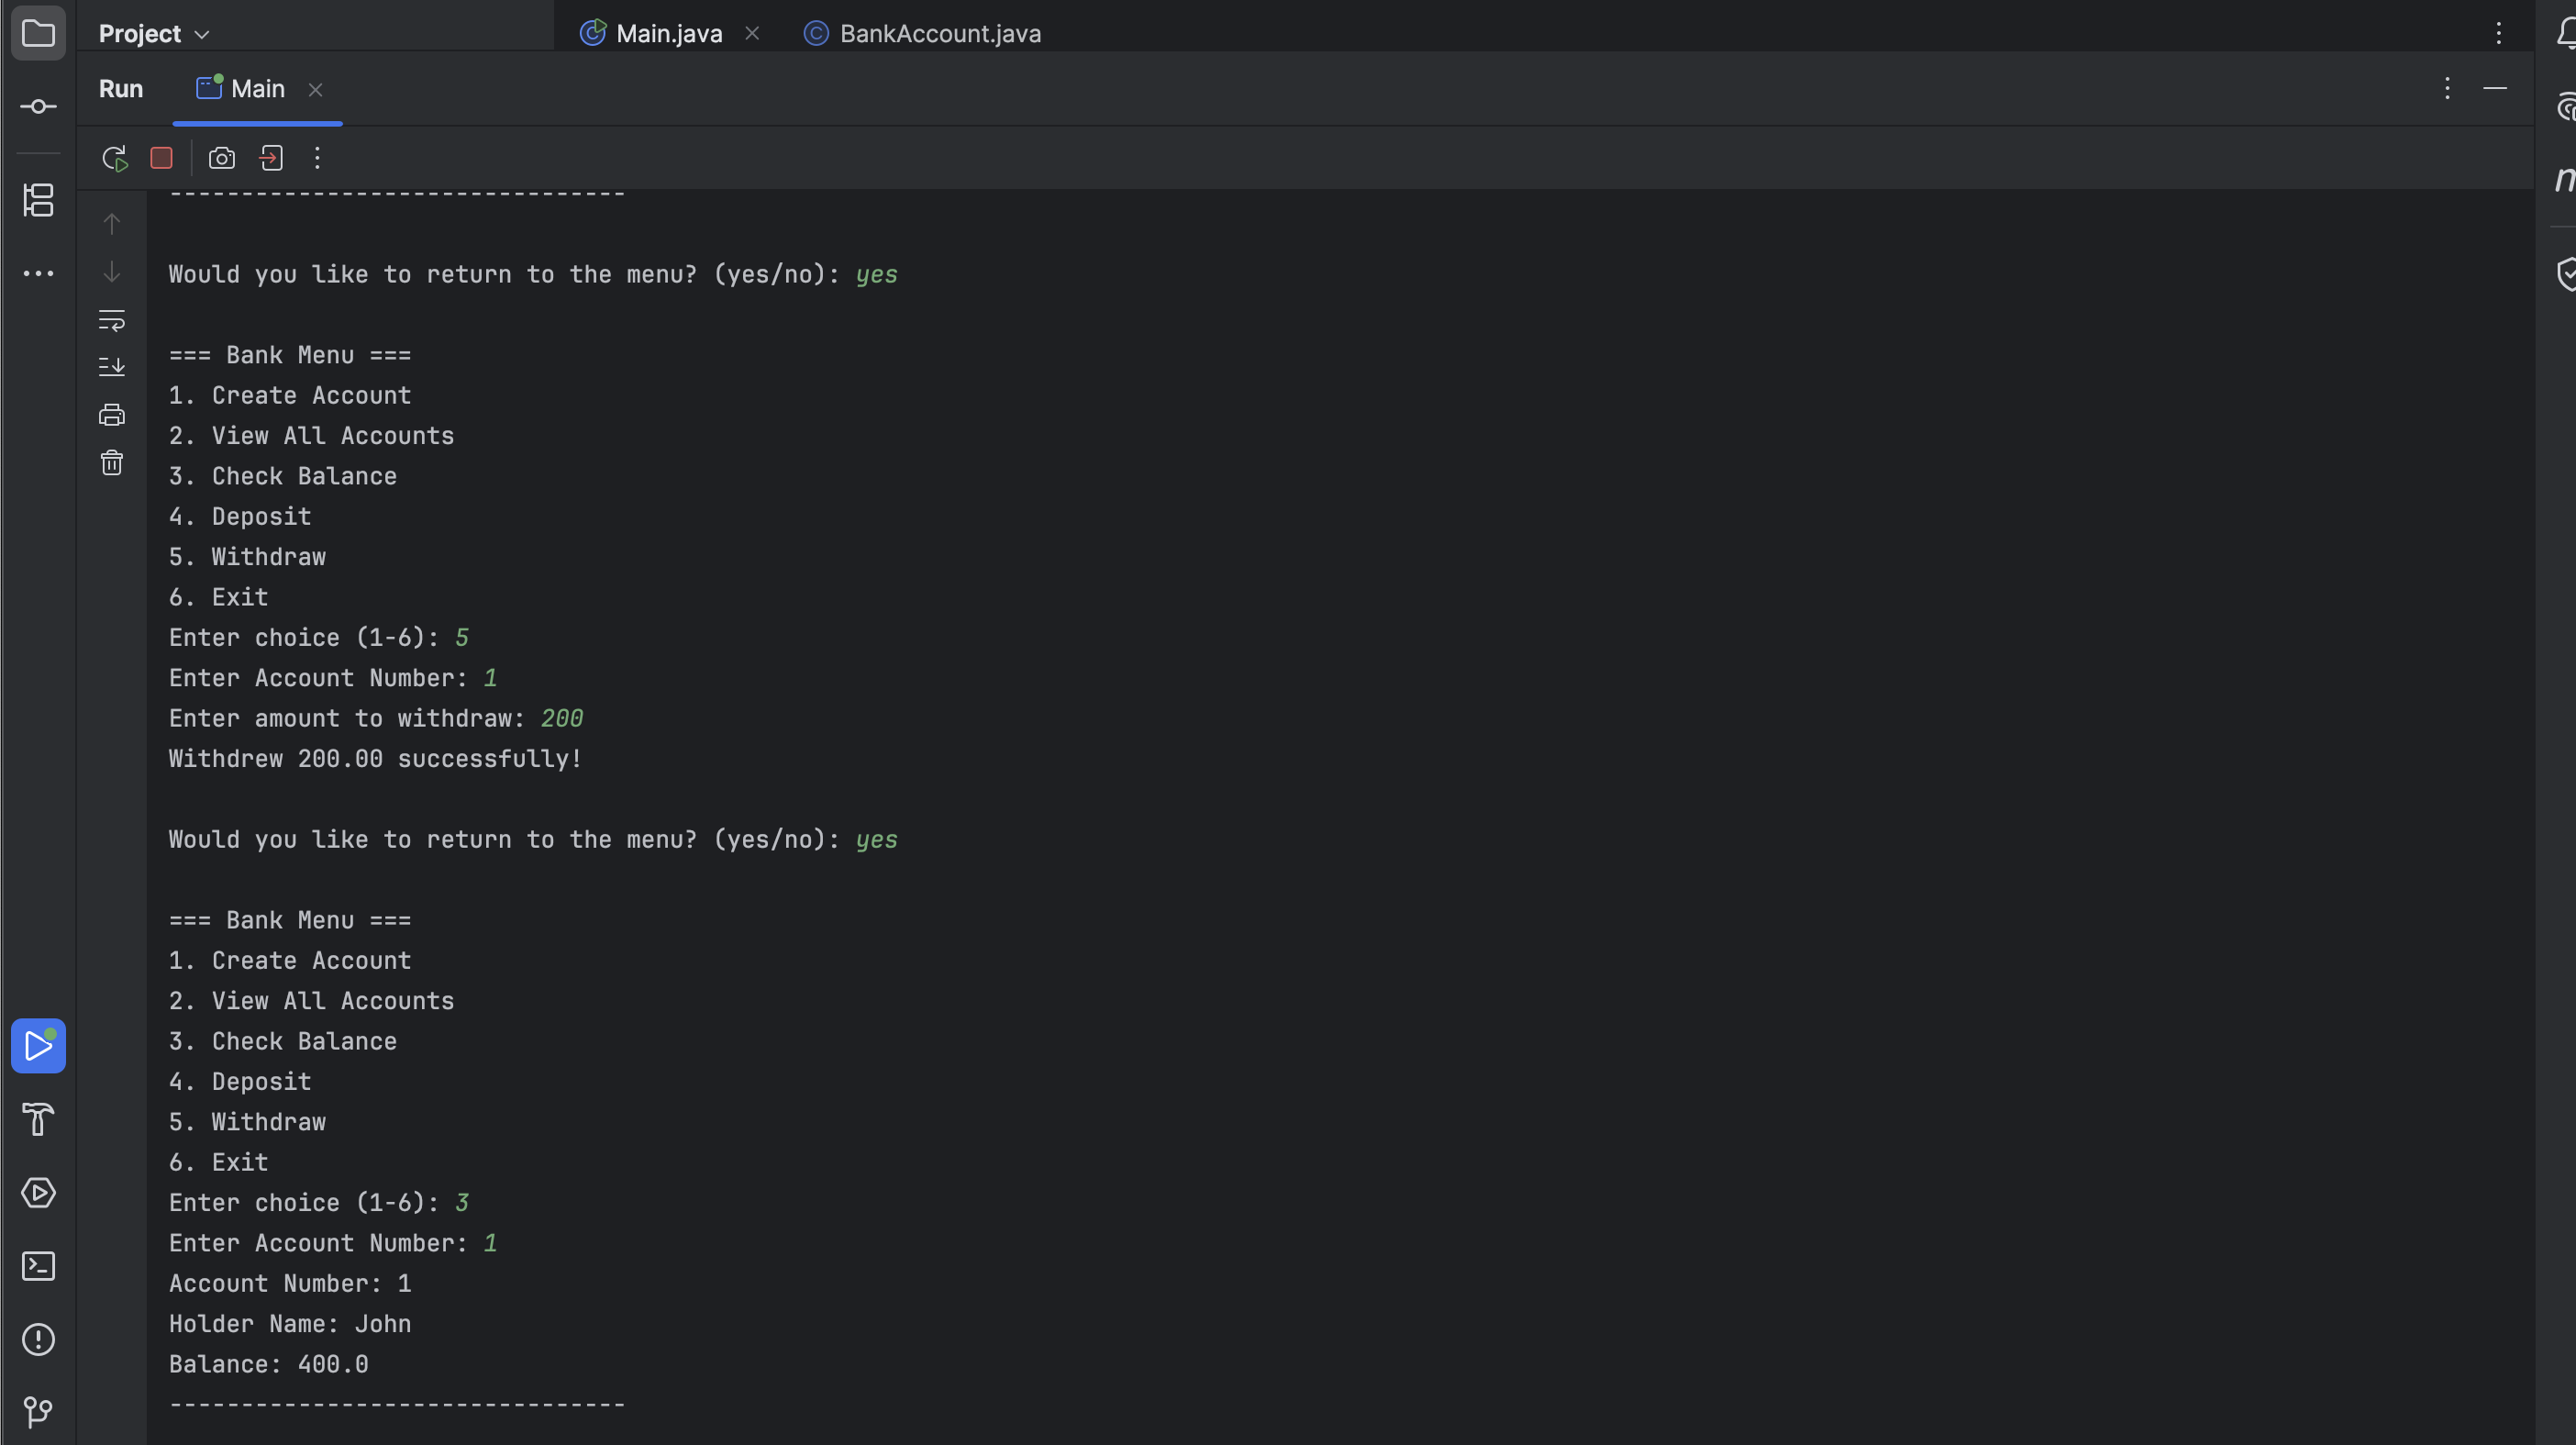 Project
Main.java
BankAccount.java
Run
Main
--------------------------------
Would you like to return to the menu? (yes/no): yes
=== Bank Menu ===
1. Create Account
2. View All Accounts
3. Check Balance
4. Deposit
5. Withdraw
6. Exit
Enter choice (1-6): 5
Enter Account Number: 1
Enter amount to withdraw: 200
Withdrew 200.00 successfully!
Would you like to return to the menu? (yes/no): yes
=== Bank Menu ===
1. Create Account
2. View All Accounts
3. Check Balance
4. Deposit
5. Withdraw
6. Exit
Enter choice (1-6): 3
Enter Account Number: 1
Account Number: 1
Holder Name: John
Balance: 400.0
--------------------------------